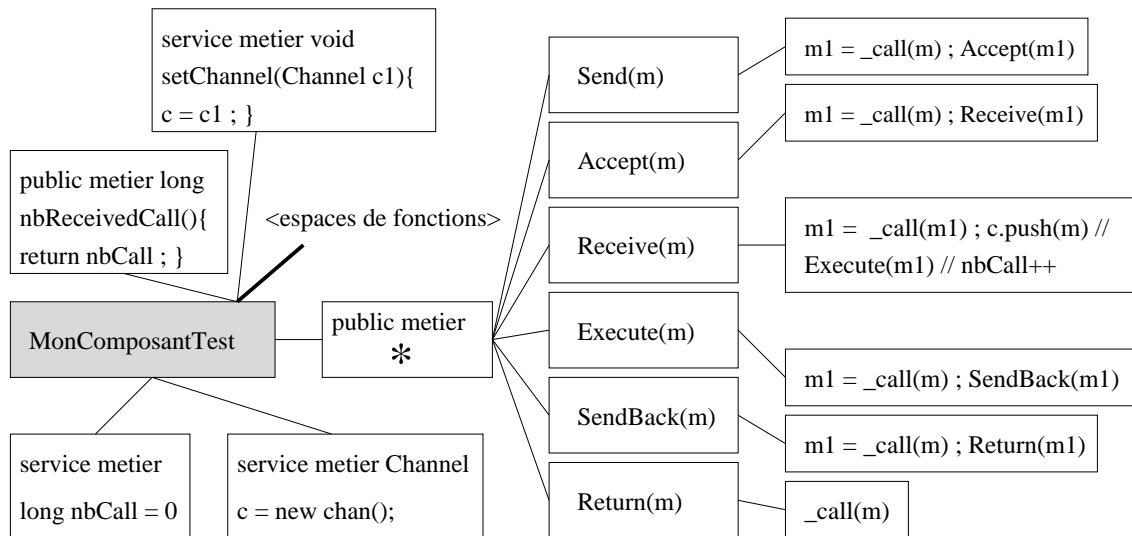 service metier void
setChannel(Channel c1){
c = c1 ; }
public metier long
nbReceivedCall(){
return nbCall ; }
<espaces de fonctions>
MonComposantTest
public metier
*
service metier
long nbCall = 0
service metier Channel
c = new chan();
Send(m)
m1 = _call(m) ; Accept(m1)
Accept(m)
m1 = _call(m) ; Receive(m1)
Receive(m)
m1 = _call(m1) ; c.push(m) //
Execute(m1) // nbCall++
Execute(m)
m1 = _call(m) ; SendBack(m1)
SendBack(m)
m1 = _call(m) ; Return(m1)
Return(m)
_call(m)